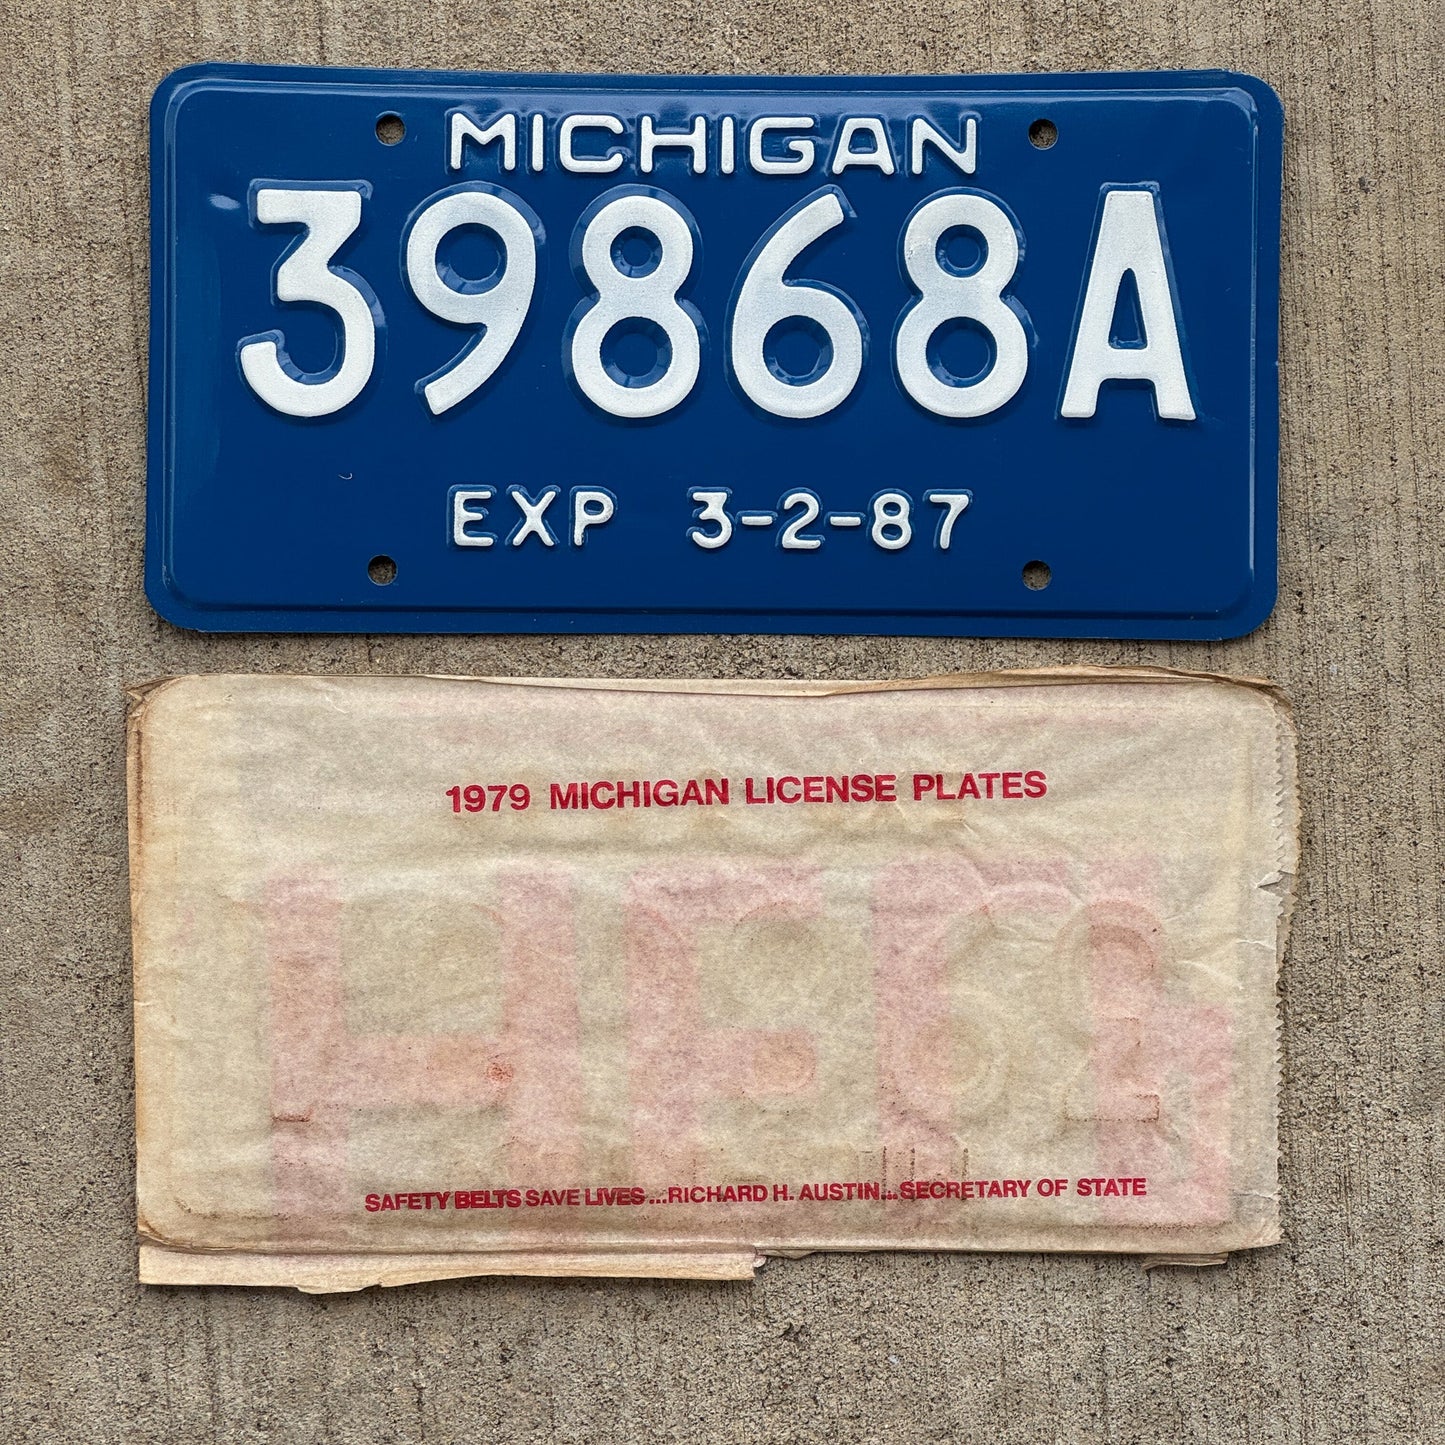 MICHIGAN
39868A
EXP 3-2-87
1979 MICHIGAN LICENSE PLATES
SAFETY BELTS SAVE LIVES...RICHARD H. AUSTIN...SECRETARY OF STATE